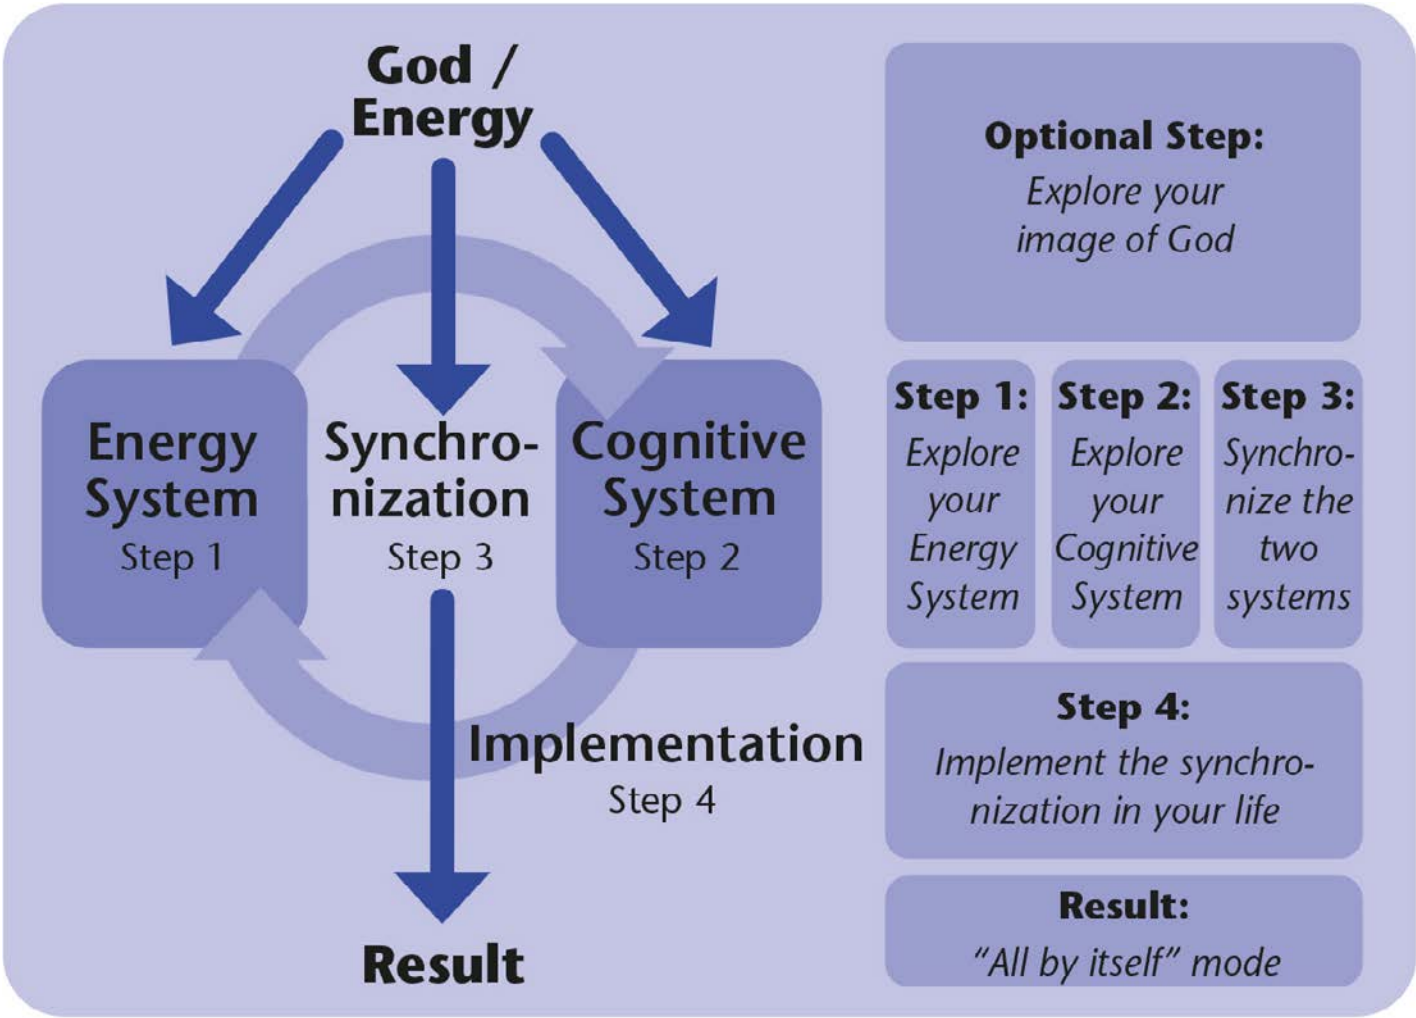 God /
Energy
Energy
System
Step 1
Synchro-
nization
Step 3
Cognitive
System
Step 2
Implementation
Step 4
Result
Optional Step:
Explore your
image of God
Step 1:
Explore
your
Energy
System
Step 2:
Explore
your
Cognitive
System
Step 3:
Synchro-
nize the
two
systems
Step 4:
Implement the synchro-
nization in your life
Result:
“All by itself” mode